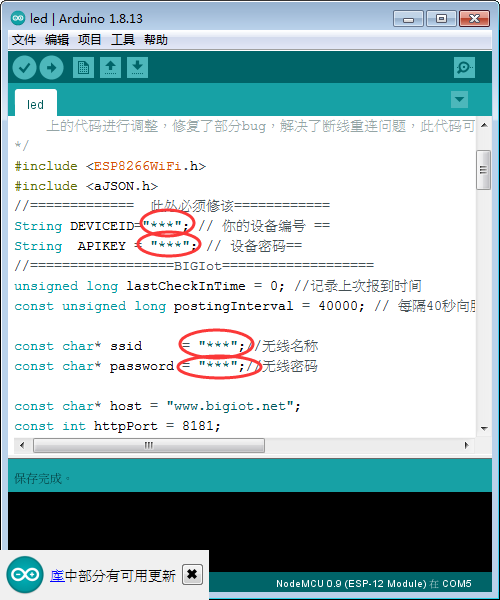 led | Arduino 1.8.13
文件 编辑 项目 工具 帮助
led
上的代码进行调整，修复了部分bug，解决了断线重连问题，此代码可
*/
#include <ESP8266WiFi.h>
#include <aJSON.h>
//============= 此处必须修该============
String DEVICEID="***"; // 你的设备编号 ==
String  APIKEY = "***"; // 设备密码==
//==================BIGIot===================
unsigned long lastCheckInTime = 0; //记录上次报到时间
const unsigned long postingInterval = 40000; // 每隔40秒向服
const char* ssid     = "***";//无线名称
const char* password = "***";//无线密码
const char* host = "www.bigiot.net";
const int httpPort = 8181;
保存完成。
库中部分有可用更新
NodeMCU 0.9 (ESP-12 Module) 在 COM5